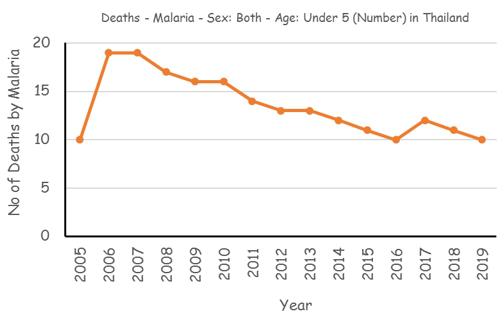 Deaths - Malaria - Sex: Both - Age: Under 5 (Number) in Thailand
No of Deaths by Malaria
20
15
10
5
0
2005 2006 2007 2008 2009 2010 2011 2012 2013 2014 2015 2016 2017 2018 2019
Year